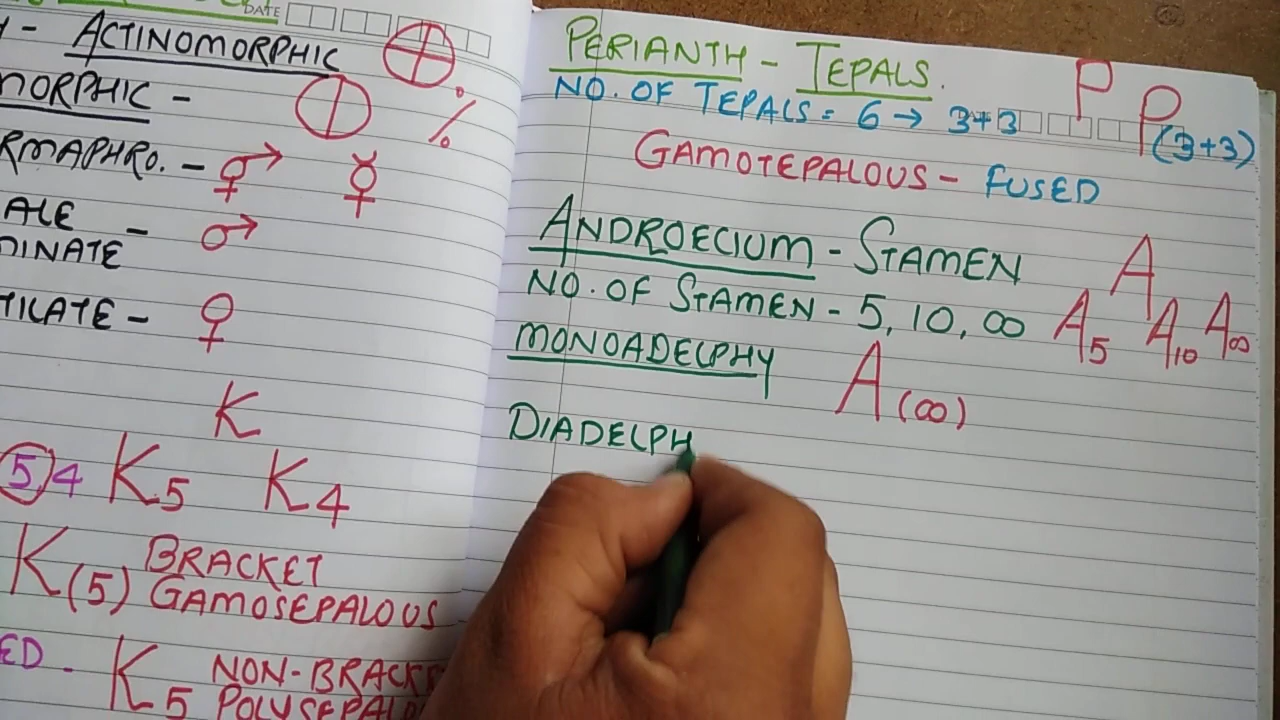 DATE
- ACTINOMORPHIC
MORPHIC - %
RMAPHRO. - ⚥ ☿
ALE - ♂
INATE
TILATE - ♀
K
5, 4 K5 K4
K(5) BRACKET
GAMOSEPALOUS
ED - K5 NON-BRACK
POLYSEPAL
PERIANTH - TEPALS.
NO. OF TEPALS = 6 → 3+3 P P(3+3)
GAMOTEPALOUS - FUSED
ANDROECIUM - STAMEN A
NO. OF STAMEN - 5, 10, ∞ A5 A10 A∞
MONOADELPHY A(∞)
DIADELPH